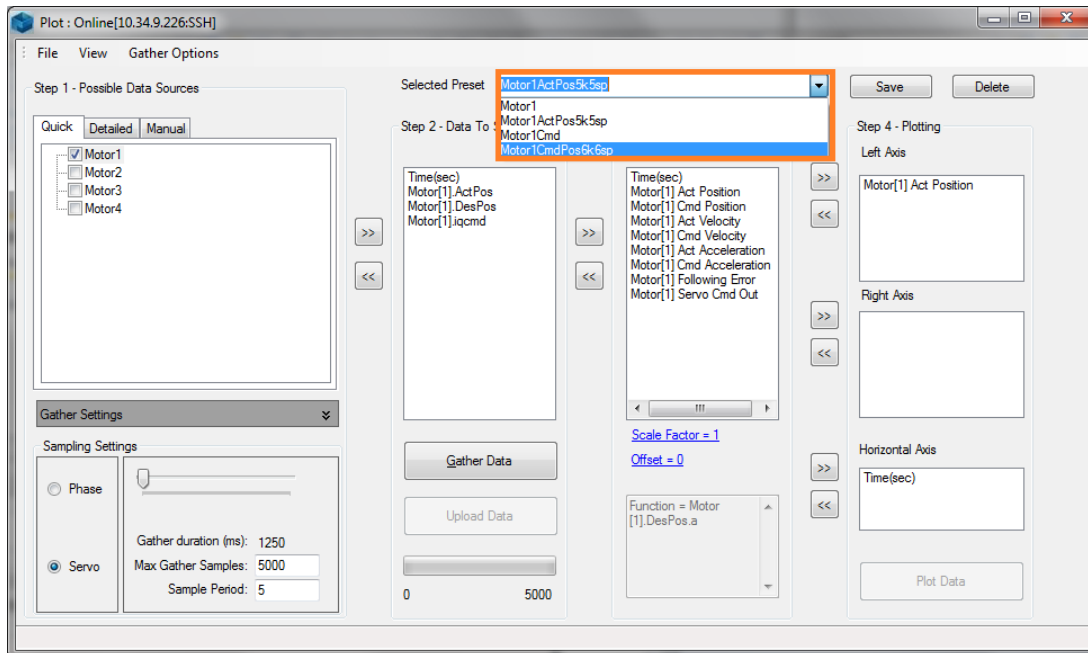 Plot : Online[10.34.9.226:SSH]
File View Gather Options
Step 1 - Possible Data Sources
Quick Detailed Manual
Motor1
Motor2
Motor3
Motor4
Gather Settings
Sampling Settings
Phase
Servo
Gather duration (ms): 1250
Max Gather Samples: 5000
Sample Period: 5
Selected Preset Motor1ActPos5k5sp
Motor1
Motor1ActPos5k5sp
Motor1Cmd
Motor1CmdPos6k6sp
Save Delete
Step 2 - Data To
Time(sec)
Motor[1].ActPos
Motor[1].DesPos
Motor[1].iqcmd
>>
<<
Gather Data
Upload Data
0 5000
>>
<<
Time(sec)
Motor[1] Act Position
Motor[1] Cmd Position
Motor[1] Act Velocity
Motor[1] Cmd Velocity
Motor[1] Act Acceleration
Motor[1] Cmd Acceleration
Motor[1] Following Error
Motor[1] Servo Cmd Out
Scale Factor = 1
Offset = 0
Function = Motor
[1].DesPos.a
Step 4 - Plotting
Left Axis
>>
<<
Motor[1] Act Position
Right Axis
>>
<<
Horizontal Axis
>>
<<
Time(sec)
Plot Data